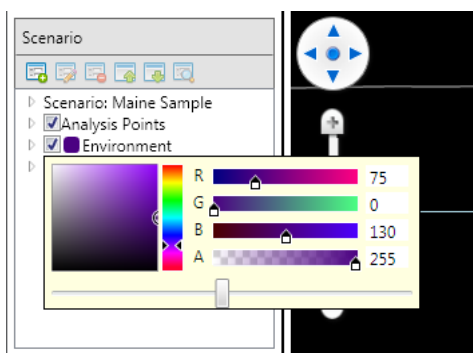 Scenario
Scenario: Maine Sample
Analysis Points
Environment
R 75
G 0
B 130
A 255